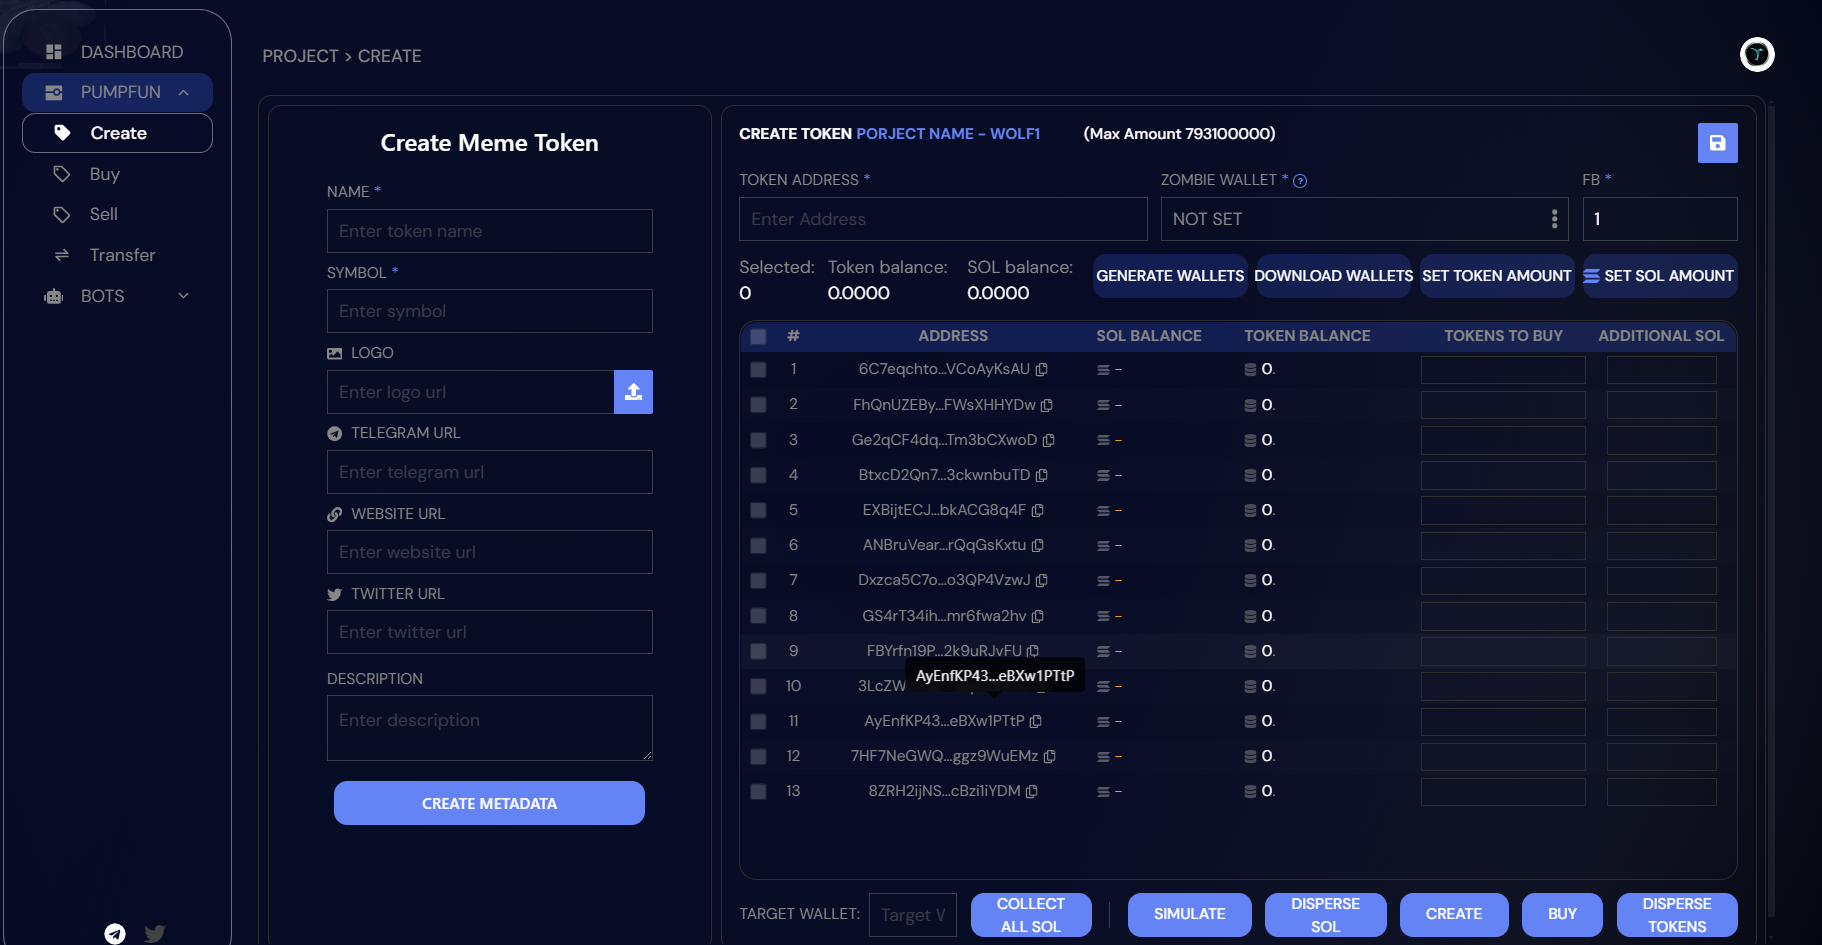 DASHBOARD
PUMPFUN
Create
Buy
Sell
Transfer
BOTS
PROJECT > CREATE
Create Meme Token
NAME *
Enter token name
SYMBOL *
Enter symbol
LOGO
Enter logo url
TELEGRAM URL
Enter telegram url
WEBSITE URL
Enter website url
TWITTER URL
Enter twitter url
DESCRIPTION
Enter description
CREATE METADATA
CREATE TOKEN PORJECT NAME - WOLF1 (Max Amount 793100000)
TOKEN ADDRESS * ZOMBIE WALLET * ? FB *
Enter Address NOT SET 1
Selected: Token balance: SOL balance:
0 0.0000 0.0000
GENERATE WALLETS DOWNLOAD WALLETS SET TOKEN AMOUNT SET SOL AMOUNT
# ADDRESS SOL BALANCE TOKEN BALANCE TOKENS TO BUY ADDITIONAL SOL
1 6C7eqchto...VCoAyKsAU - 0.
2 FhQnUZEBy...FWsXHHYDw - 0.
3 Ge2qCF4dq...Tm3bCXwoD - 0.
4 BtxcD2Qn7...3ckwnbuTD - 0.
5 EXBijtECJ...bkACG8q4F - 0.
6 ANBruVear...rQqGsKxtu - 0.
7 Dxzca5C7o...o3QP4VzwJ - 0.
8 GS4rT34ih...mr6fwa2hv - 0.
9 FBYrfn19P...2k9uRJvFU - 0.
AyEnfKP43...eBXw1PTtP
10 3LcZW - 0.
11 AyEnfKP43...eBXw1PTtP - 0.
12 7HF7NeGWQ...ggz9WuEMz - 0.
13 8ZRH2ijNS...cBzi1iYDM - 0.
TARGET WALLET: Target V COLLECT ALL SOL SIMULATE DISPERSE SOL CREATE BUY DISPERSE TOKENS